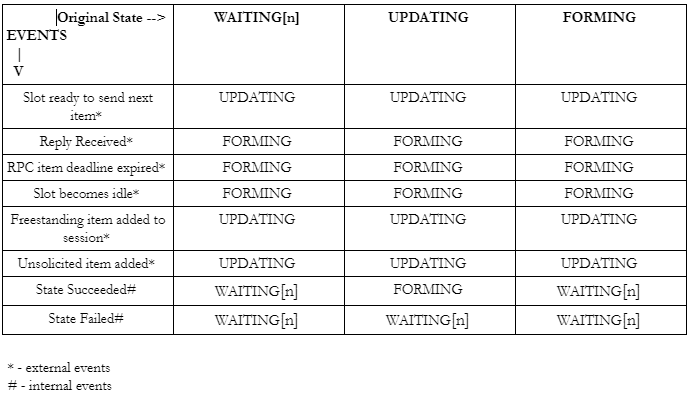 Original State --> WAITING[n] UPDATING FORMING
EVENTS
|
V
Slot ready to send next UPDATING UPDATING UPDATING
item*
Reply Received* FORMING FORMING FORMING
RPC item deadline expired* FORMING FORMING FORMING
Slot becomes idle* FORMING FORMING FORMING
Freestanding item added to UPDATING UPDATING UPDATING
session*
Unsolicited item added* UPDATING UPDATING UPDATING
State Succeeded# WAITING[n] FORMING WAITING[n]
State Failed# WAITING[n] WAITING[n] WAITING[n]
* - external events
# - internal events